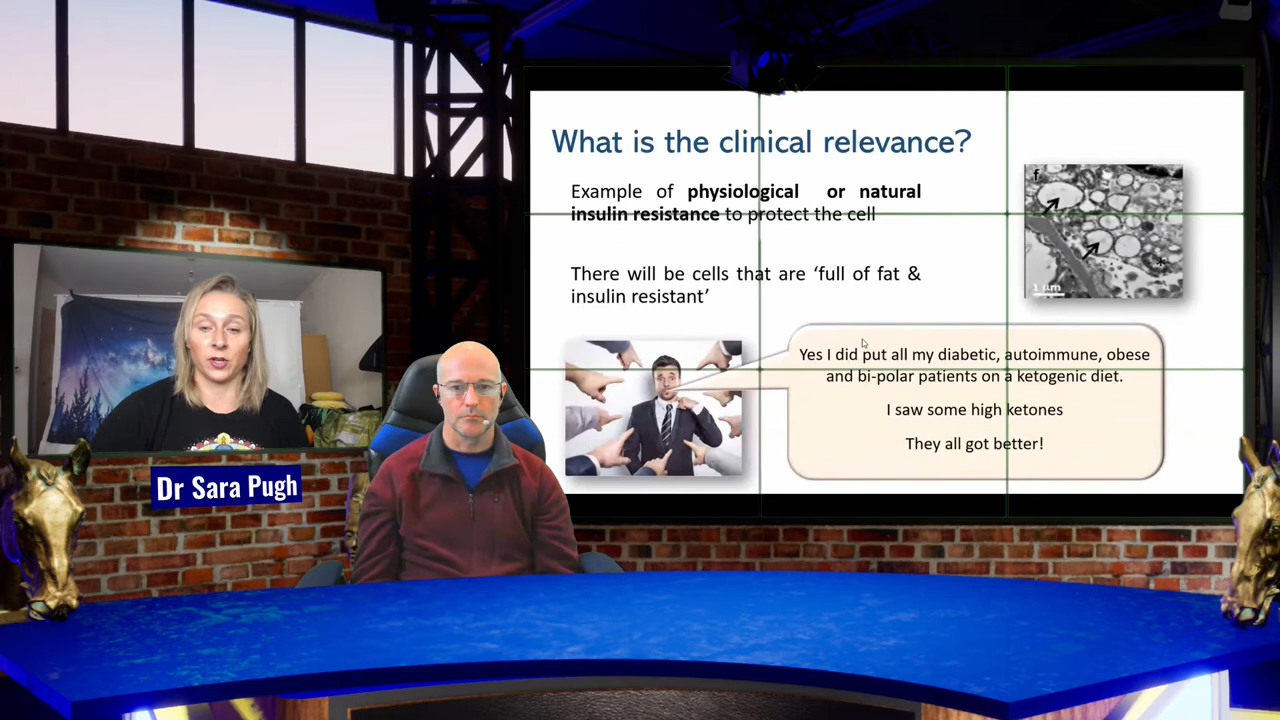 What is the clinical relevance?
Example of physiological or natural
insulin resistance to protect the cell
There will be cells that are ‘full of fat &
insulin resistant’
f
*
1 µm
Yes I did put all my diabetic, autoimmune, obese
and bi-polar patients on a ketogenic diet.
I saw some high ketones
They all got better!
Dr Sara Pugh